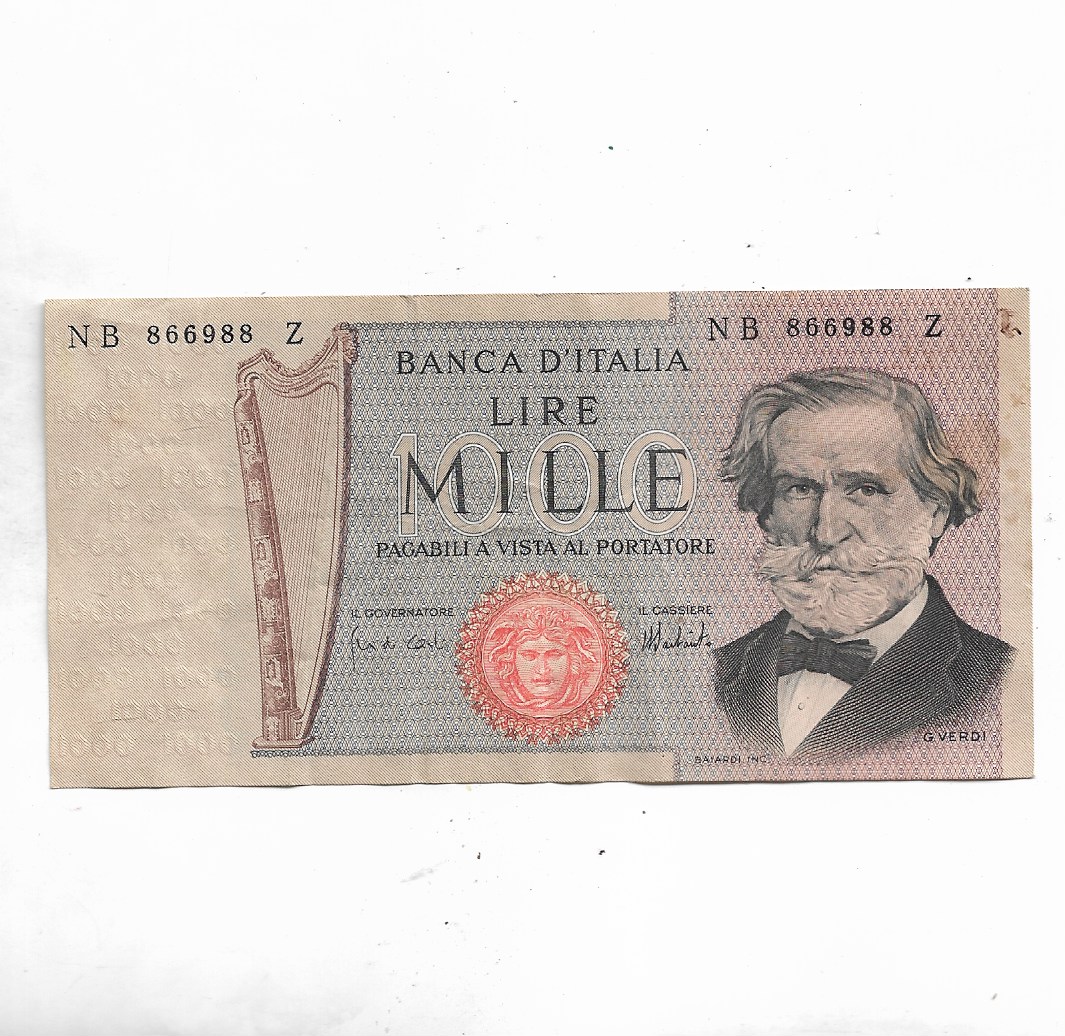 NB 866988 Z
NB 866988 Z
BANCA D'ITALIA
LIRE
1000
MILLE
PAGABILI A VISTA AL PORTATORE
IL GOVERNATORE
IL CASSIERE
G. VERDI
BAIARDI INC.